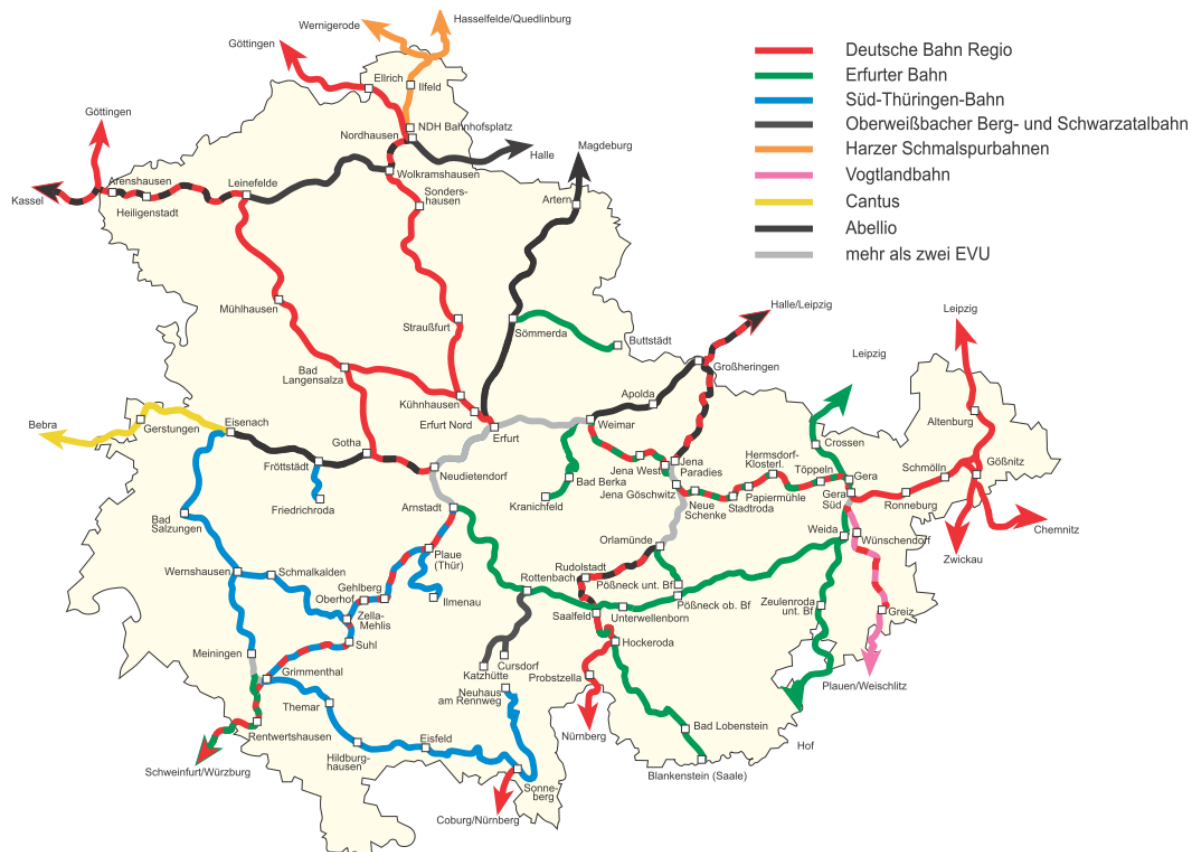 Hasselfelde/Quedlinburg
Wernigerode
Göttingen
Ellrich
Ilfeld
Göttingen
NDH Bahnhofsplatz
Nordhausen
Halle
Magdeburg
Arenshausen
Leinefelde
Wolkramshausen
Kassel
Heiligenstadt
Sonders-
hausen
Artern
Deutsche Bahn Regio
Erfurter Bahn
Süd-Thüringen-Bahn
Oberweißbacher Berg- und Schwarzatalbahn
Harzer Schmalspurbahnen
Vogtlandbahn
Cantus
Abellio
mehr als zwei EVU
Mühlhausen
Straußfurt
Sömmerda
Buttstädt
Halle/Leipzig
Leipzig
Leipzig
Großheringen
Bad
Langensalza
Apolda
Kühnhausen
Erfurt Nord
Erfurt
Weimar
Altenburg
Crossen
Bebra
Gerstungen
Eisenach
Gotha
Fröttstädt
Neudietendorf
Friedrichroda
Jena West
Jena
Paradies
Jena Göschwitz
Bad Berka
Kranichfeld
Neue
Schenke
Hermsdorf-
Klosterl.
Papiermühle
Stadtroda
Töppeln
Gera
Gera
Süd
Schmölln
Gößnitz
Ronneburg
Chemnitz
Zwickau
Arnstadt
Bad
Salzungen
Weida
Wünschendorf
Orlamünde
Plaue
(Thür)
Wernshausen
Schmalkalden
Gehlberg
Oberhof
Ilmenau
Zella-
Mehlis
Suhl
Rottenbach
Rudolstadt
Pößneck unt. Bf
Pößneck ob. Bf
Saalfeld
Unterwellenborn
Zeulenroda
unt. Bf
Greiz
Hockeroda
Meiningen
Grimmenthal
Cursdorf
Katzhütte
Probstzella
Neuhaus
am Rennweg
Plauen/Weischlitz
Themar
Rentwertshausen
Nürnberg
Bad Lobenstein
Hof
Eisfeld
Hildburg-
hausen
Schweinfurt/Würzburg
Blankenstein (Saale)
Sonne-
berg
Coburg/Nürnberg